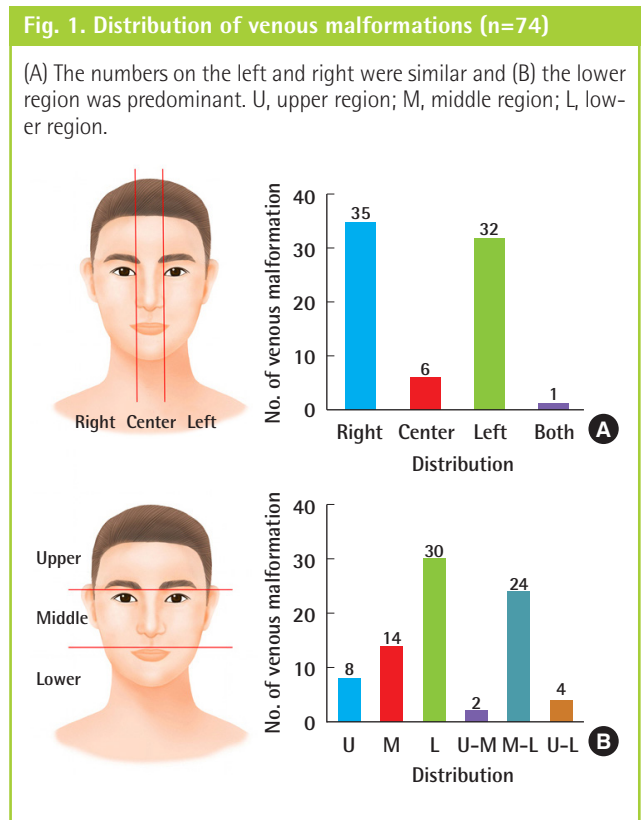 Fig. 1. Distribution of venous malformations (n=74)
(A) The numbers on the left and right were similar and (B) the lower
region was predominant. U, upper region; M, middle region; L, low-
er region.
Right Center Left
No. of venous malformation
40
30
20
10
0
35
6
32
1
Right Center Left Both
Distribution
A
Upper
Middle
Lower
No. of venous malformation
40
30
20
10
0
8
14
30
2
24
4
U M L U-M M-L U-L
Distribution
B